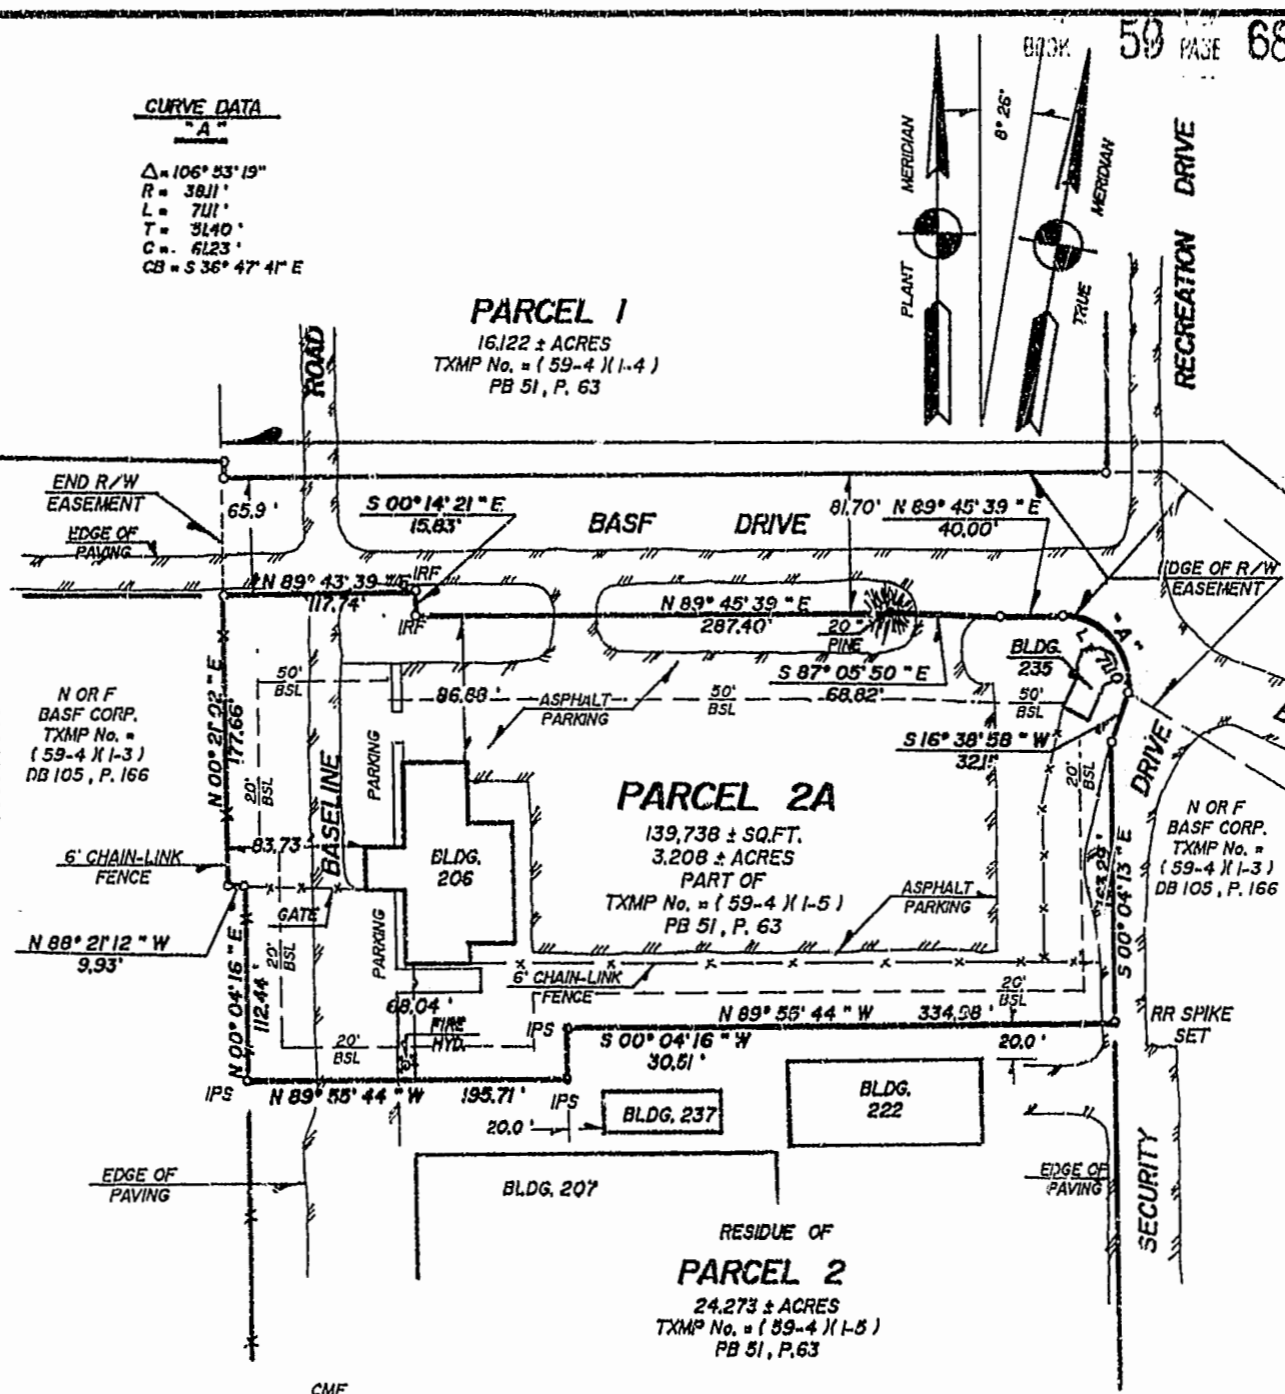 BOOK 59 PAGE 68
CURVE DATA
"A"
Δ = 106° 53' 19"
R = 38.11'
L = 71.11'
T = 51.40'
C = 61.23'
CB = S 36° 47' 41" E
PLANT MERIDIAN
8° 26'
TRUE MERIDIAN
RECREATION DRIVE
PARCEL 1
16.122 ± ACRES
TXMP No. = (59-4)(1-4)
PB 51, P. 63
ROAD
END R/W
EASEMENT
65.9'
EDGE OF
PAVING
S 00° 14' 21" E
15.83'
BASF DRIVE
81.70'
N 89° 45' 39" E
40.00'
EDGE OF R/W
EASEMENT
N 89° 43' 39" E
117.74'
IRF
IRF
N 89° 45' 39" E
287.40'
20"
PINE
S 87° 05' 50" E
68.82'
BLDG.
235
"A"
N OR F
BASF CORP.
TXMP No. =
(59-4)(1-3)
DB 105, P. 166
N 00° 21' 02" E
177.66'
50'
BSL
86.88'
ASPHALT
PARKING
50'
BSL
50'
BSL
S 16° 38' 58" W
32.11'
20'
BSL
20'
BSL
PARKING
BASELINE
DRIVE
PARCEL 2A
139,738 ± SQ.FT.
3.208 ± ACRES
PART OF
TXMP No. = (59-4)(1-5)
PB 51, P. 63
N OR F
BASF CORP.
TXMP No. =
(59-4)(1-3)
DB 105, P. 166
83.73'
6' CHAIN-LINK
FENCE
BLDG.
206
ASPHALT
PARKING
S 00° 04' 13" E
GATE
PARKING
N 88° 21' 12" W
9.93'
20'
BSL
N 00° 04' 16" E
112.44'
6' CHAIN-LINK
FENCE
68.04'
FIRE
HYD.
20'
BSL
20'
BSL
N 89° 55' 44" W 334.98'
IPS
S 00° 04' 16" W
30.51'
20.0'
RR SPIKE
SET
IPS
N 89° 55' 44" W 195.71'
IPS
20.0'
BLDG. 237
BLDG.
222
EDGE OF
PAVING
BLDG. 207
EDGE OF
PAVING
SECURITY
RESIDUE OF
PARCEL 2
24.273 ± ACRES
TXMP No. = (59-4)(1-5)
PB 51, P.63
CMF